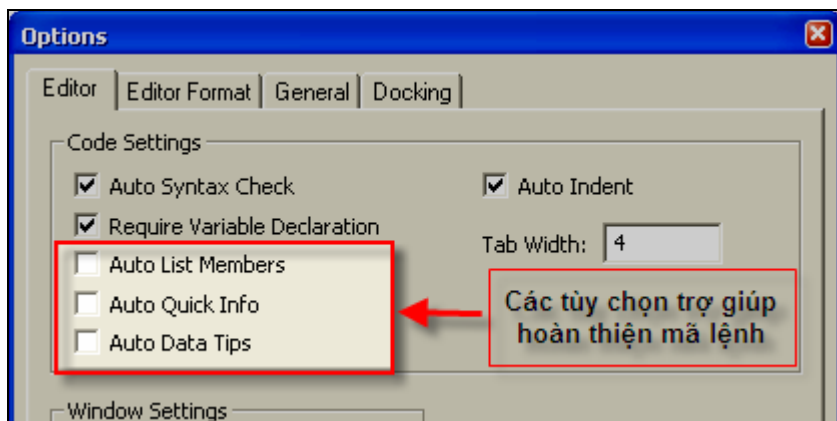 Options
Editor
Editor Format
General
Docking
Code Settings
Auto Syntax Check
Auto Indent
Require Variable Declaration
Tab Width: 4
Auto List Members
Auto Quick Info
Auto Data Tips
Các tùy chọn trợ giúp
hoàn thiện mã lệnh
Window Settings